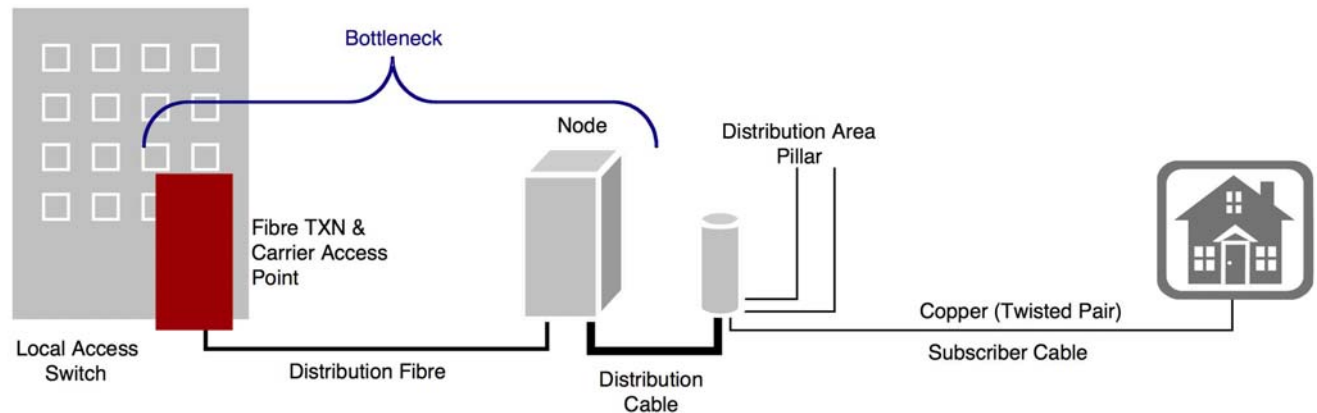 Bottleneck
Node
Distribution Area
Pillar
Fibre TXN &
Carrier Access
Point
Copper (Twisted Pair)
Local Access
Switch
Distribution Fibre
Distribution
Cable
Subscriber Cable